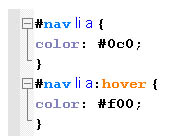 #nav li a {
color: #0c0;
}
#nav li a:hover {
color: #f00;
}